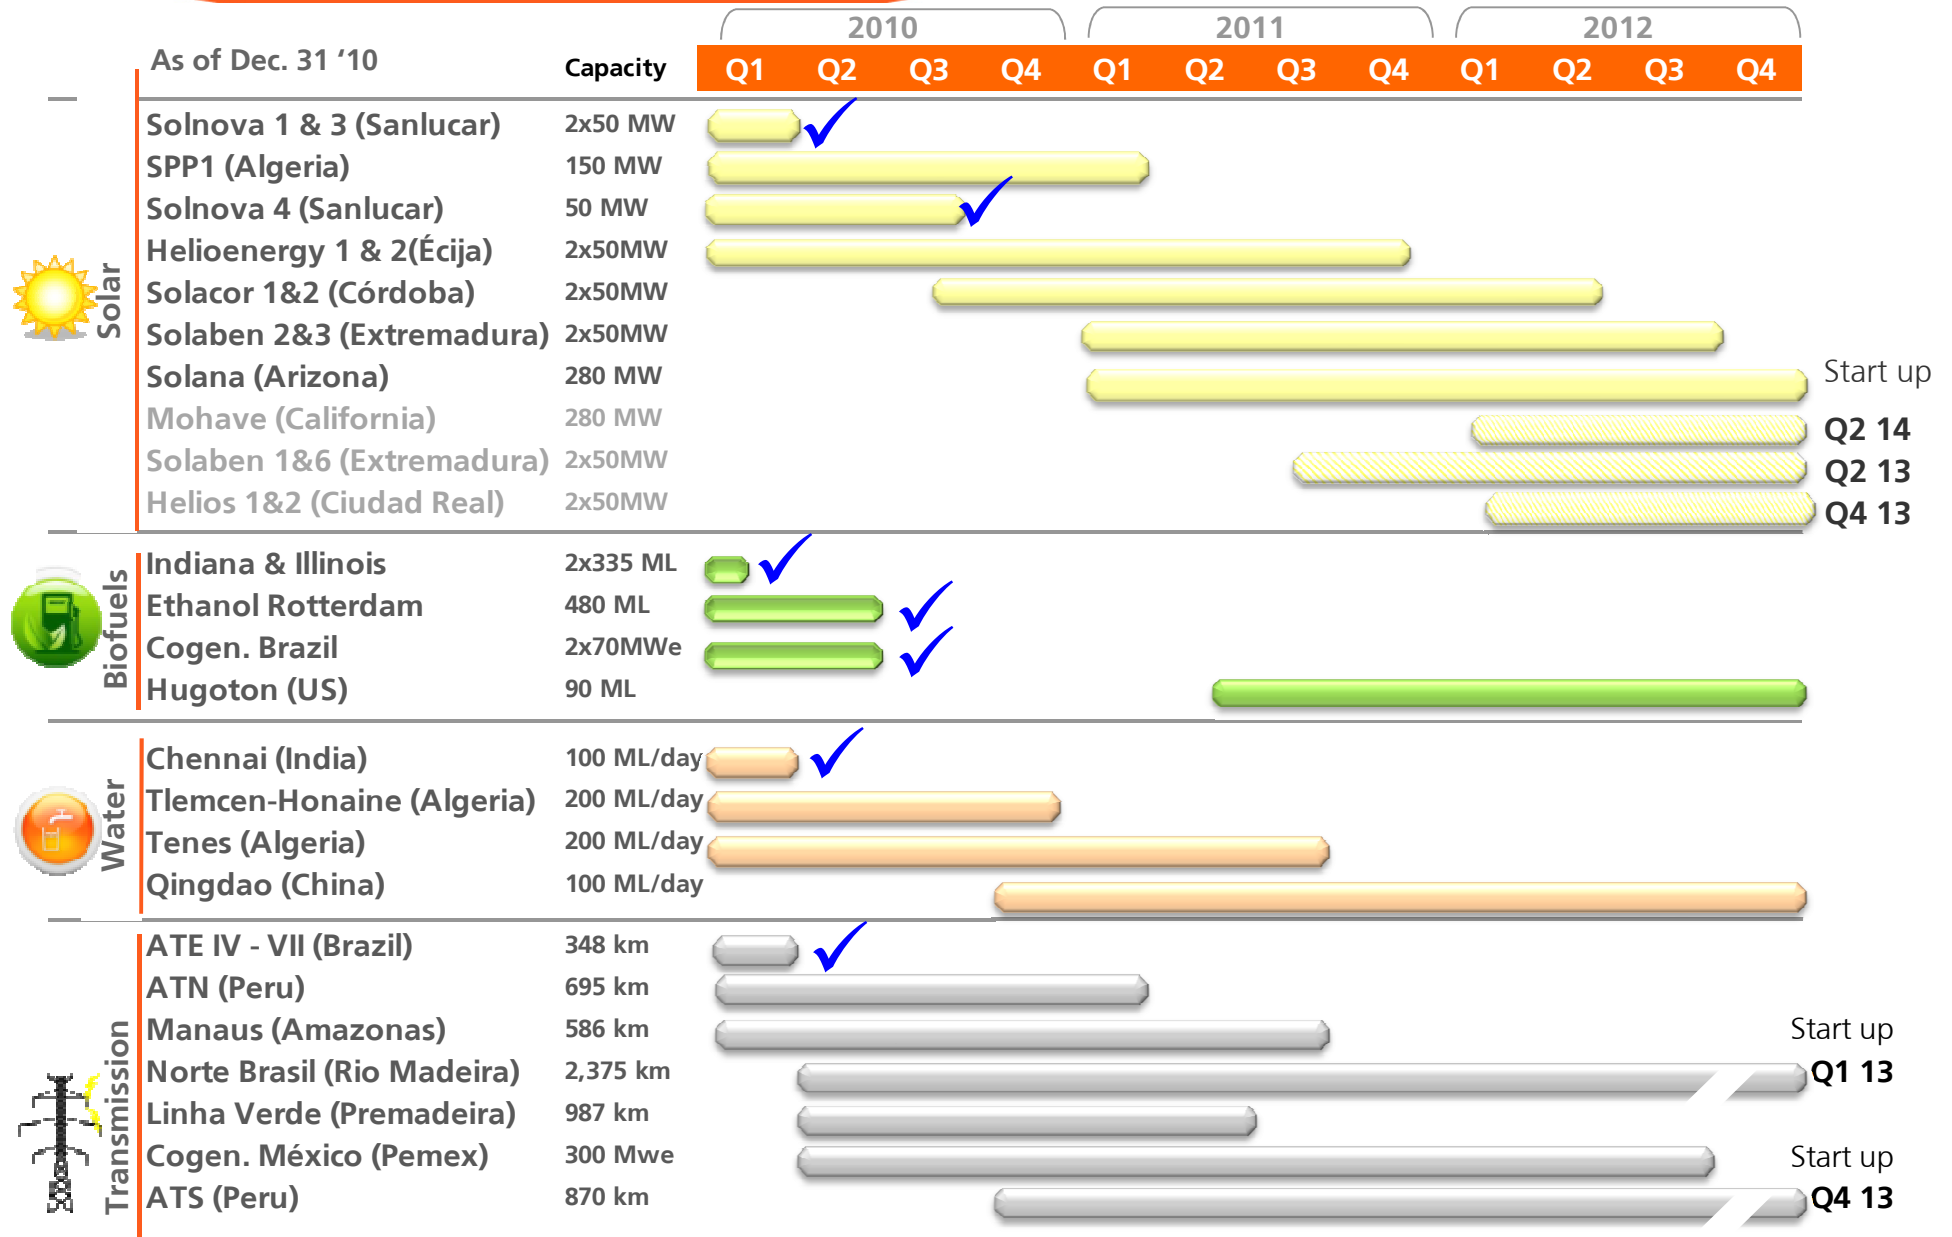 2010 2011 2012
As of Dec. 31 ‘10 Capacity Q1 Q2 Q3 Q4 Q1 Q2 Q3 Q4 Q1 Q2 Q3 Q4
Solar
Solnova 1 & 3 (Sanlucar) 2x50 MW
SPP1 (Algeria) 150 MW
Solnova 4 (Sanlucar) 50 MW
Helioenergy 1 & 2(Écija) 2x50MW
Solacor 1&2 (Córdoba) 2x50MW
Solaben 2&3 (Extremadura) 2x50MW
Solana (Arizona) 280 MW Start up
Mohave (California) 280 MW Q2 14
Solaben 1&6 (Extremadura) 2x50MW Q2 13
Helios 1&2 (Ciudad Real) 2x50MW Q4 13
Biofuels
Indiana & Illinois 2x335 ML
Ethanol Rotterdam 480 ML
Cogen. Brazil 2x70MWe
Hugoton (US) 90 ML
Water
Chennai (India) 100 ML/day
Tlemcen-Honaine (Algeria) 200 ML/day
Tenes (Algeria) 200 ML/day
Qingdao (China) 100 ML/day
Transmission
ATE IV - VII (Brazil) 348 km
ATN (Peru) 695 km
Manaus (Amazonas) 586 km Start up
Norte Brasil (Rio Madeira) 2,375 km Q1 13
Linha Verde (Premadeira) 987 km
Cogen. México (Pemex) 300 Mwe Start up
ATS (Peru) 870 km Q4 13